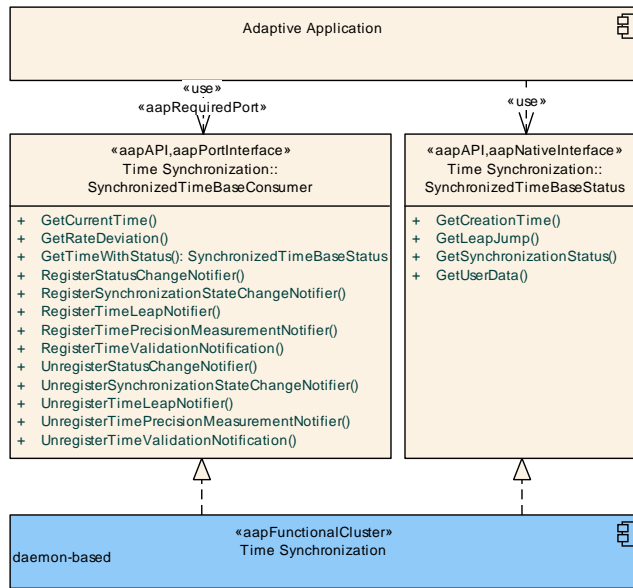 Adaptive Application
«use»
«aapRequiredPort»
«use»
«aapAPI,aapPortInterface»
Time Synchronization::
SynchronizedTimeBaseConsumer
+ GetCurrentTime()
+ GetRateDeviation()
+ GetTimeWithStatus(): SynchronizedTimeBaseStatus
+ RegisterStatusChangeNotifier()
+ RegisterSynchronizationStateChangeNotifier()
+ RegisterTimeLeapNotifier()
+ RegisterTimePrecisionMeasurementNotifier()
+ RegisterTimeValidationNotification()
+ UnregisterStatusChangeNotifier()
+ UnregisterSynchronizationStateChangeNotifier()
+ UnregisterTimeLeapNotifier()
+ UnregisterTimePrecisionMeasurementNotifier()
+ UnregisterTimeValidationNotification()
«aapAPI,aapNativeInterface»
Time Synchronization::
SynchronizedTimeBaseStatus
+ GetCreationTime()
+ GetLeapJump()
+ GetSynchronizationStatus()
+ GetUserData()
«aapFunctionalCluster»
Time Synchronization
daemon-based